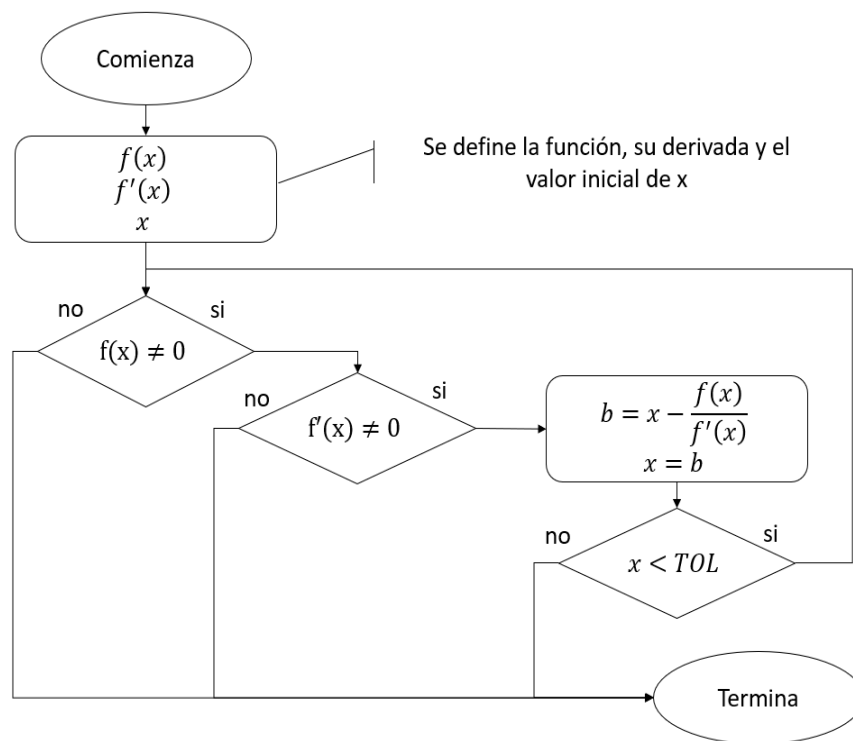 Comienza
f(x)
f'(x)
x
Se define la función, su derivada y el
valor inicial de x
no
si
f(x) ≠ 0
no
si
f'(x) ≠ 0
b = x - f(x)/f'(x)
x = b
no
si
x < TOL
Termina